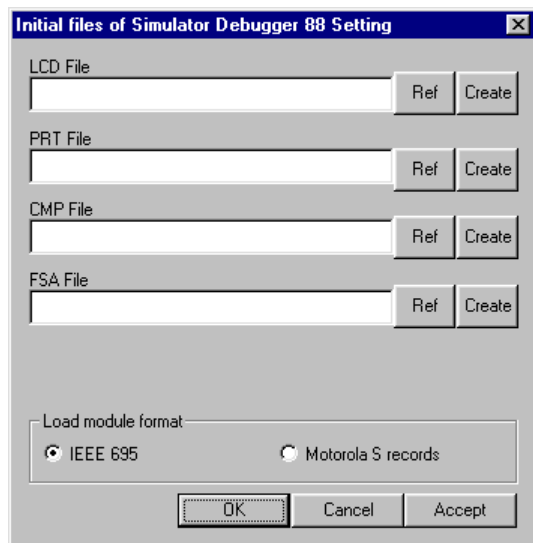 Initial files of Simulator Debugger 88 Setting
LCD File
Ref Create
PRT File
Ref Create
CMP File
Ref Create
FSA File
Ref Create
Load module format
IEEE 695 Motorola S records
OK Cancel Accept